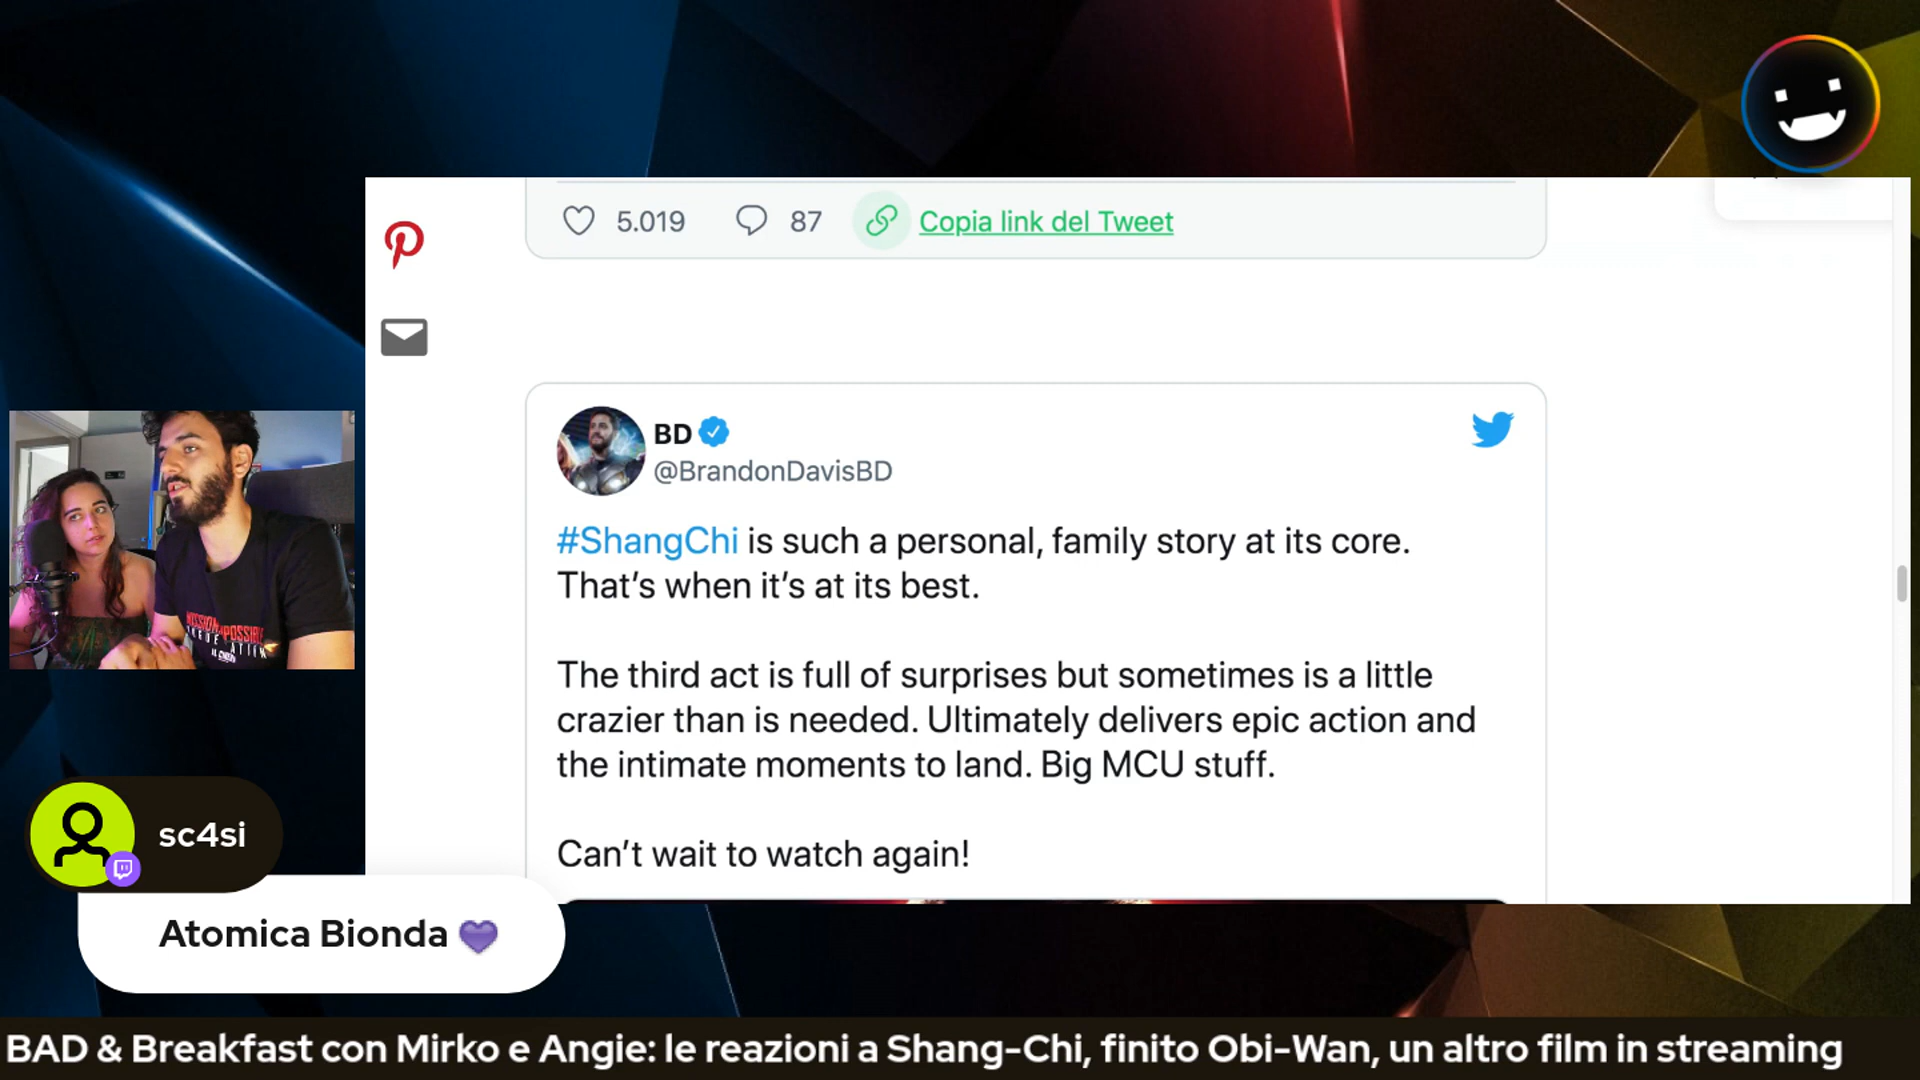 5.019 87 Copia link del Tweet
BD
@BrandonDavisBD
#ShangChi is such a personal, family story at its core.
That's when it's at its best.
The third act is full of surprises but sometimes is a little
crazier than is needed. Ultimately delivers epic action and
the intimate moments to land. Big MCU stuff.
Can't wait to watch again!
sc4si
Atomica Bionda 💜
BAD & Breakfast con Mirko e Angie: le reazioni a Shang-Chi, finito Obi-Wan, un altro film in streaming